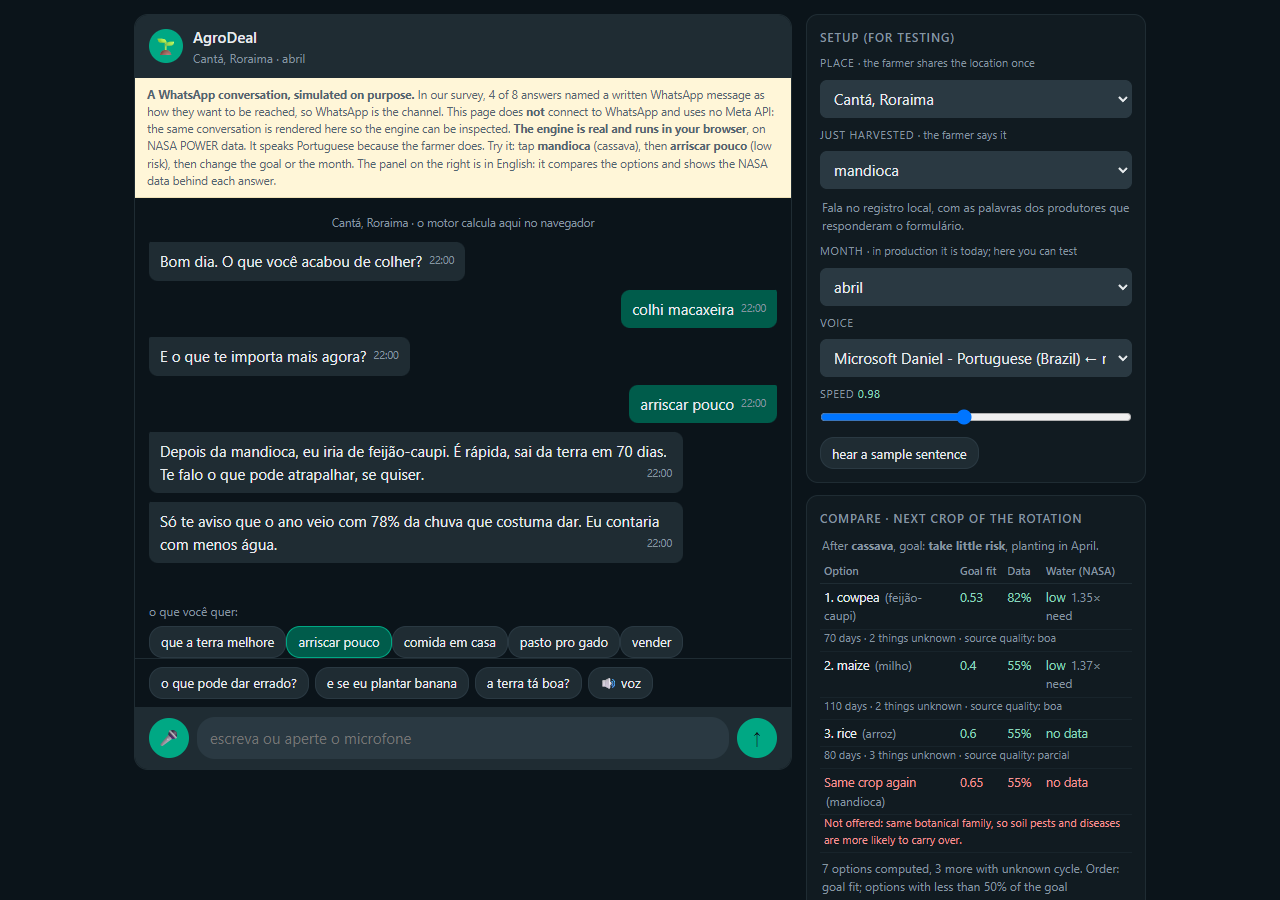 AgroDeal
Cantá, Roraima · abril
A WhatsApp conversation, simulated on purpose. In our survey, 4 of 8 answers named a written WhatsApp message as
how they want to be reached, so WhatsApp is the channel. This page does not connect to WhatsApp and uses no Meta API:
the same conversation is rendered here so the engine can be inspected. The engine is real and runs in your browser, on
NASA POWER data. It speaks Portuguese because the farmer does. Try it: tap mandioca (cassava), then arriscar pouco (low
risk), then change the goal or the month. The panel on the right is in English: it compares the options and shows the NASA
data behind each answer.
Cantá, Roraima · o motor calcula aqui no navegador
Bom dia. O que você acabou de colher? 22:00
colhi macaxeira 22:00
E o que te importa mais agora? 22:00
arriscar pouco 22:00
Depois da mandioca, eu iria de feijão-caupi. É rápida, sai da terra em 70 dias.
Te falo o que pode atrapalhar, se quiser. 22:00
Só te aviso que o ano veio com 78% da chuva que costuma dar. Eu contaria
com menos água. 22:00
o que você quer:
que a terra melhore arriscar pouco comida em casa pasto pro gado vender
o que pode dar errado? e se eu plantar banana a terra tá boa? voz
escreva ou aperte o microfone
SETUP (FOR TESTING)
PLACE · the farmer shares the location once
Cantá, Roraima
JUST HARVESTED · the farmer says it
mandioca
Fala no registro local, com as palavras dos produtores que
responderam o formulário.
MONTH · in production it is today; here you can test
abril
VOICE
Microsoft Daniel - Portuguese (Brazil) ← r
SPEED 0.98
hear a sample sentence
COMPARE · NEXT CROP OF THE ROTATION
After cassava, goal: take little risk, planting in April.
Option Goal fit Data Water (NASA)
1. cowpea (feijão-caupi) 0.53 82% low 1.35× need
70 days · 2 things unknown · source quality: boa
2. maize (milho) 0.4 55% low 1.37× need
110 days · 2 things unknown · source quality: boa
3. rice (arroz) 0.6 55% no data
80 days · 3 things unknown · source quality: parcial
Same crop again (mandioca) 0.65 55% no data
Not offered: same botanical family, so soil pests and diseases
are more likely to carry over.
7 options computed, 3 more with unknown cycle. Order:
goal fit; options with less than 50% of the goal